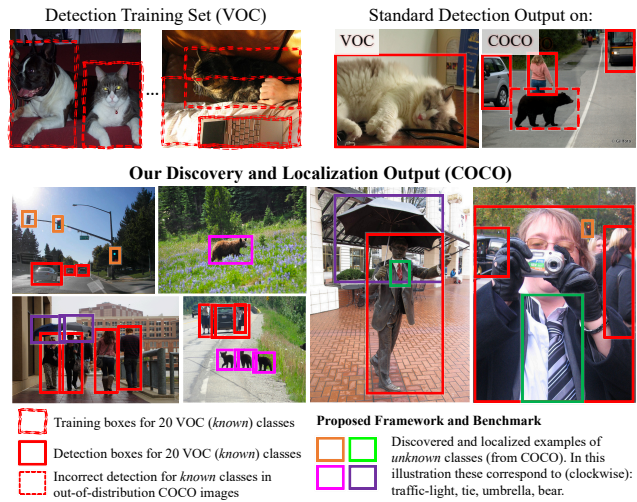 Detection Training Set (VOC)
Standard Detection Output on:
VOC
COCO
...
Our Discovery and Localization Output (COCO)
Training boxes for 20 VOC (known) classes
Detection boxes for 20 VOC (known) classes
Incorrect detection for known classes in
out-of-distribution COCO images
Proposed Framework and Benchmark
Discovered and localized examples of
unknown classes (from COCO). In this
illustration these correspond to (clockwise):
traffic-light, tie, umbrella, bear.